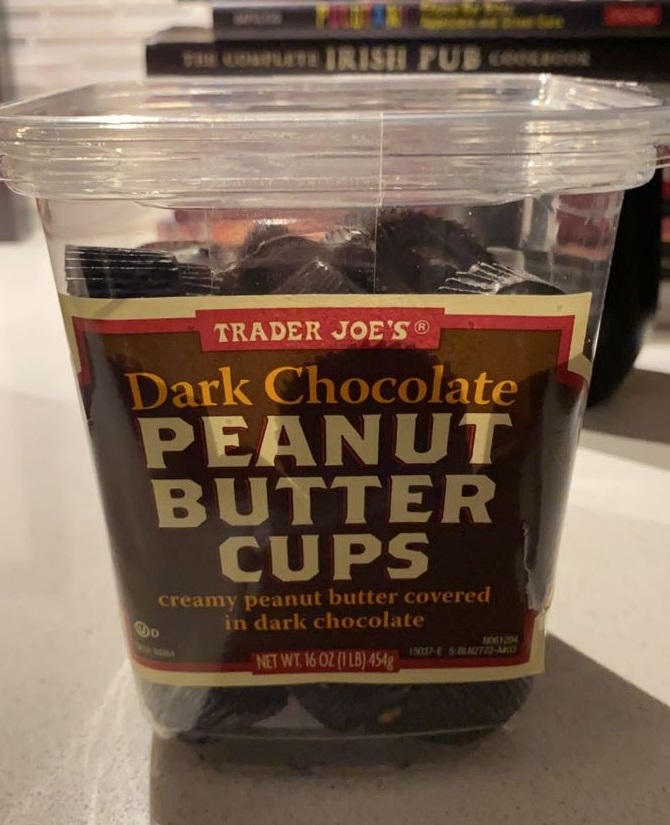 THE COMPLETE IRISH PUB COOKBOOK
TRADER JOE'S®
Dark Chocolate
PEANUT
BUTTER
CUPS
creamy peanut butter covered
in dark chocolate
U D
NET WT. 16 OZ (1 LB) 454g